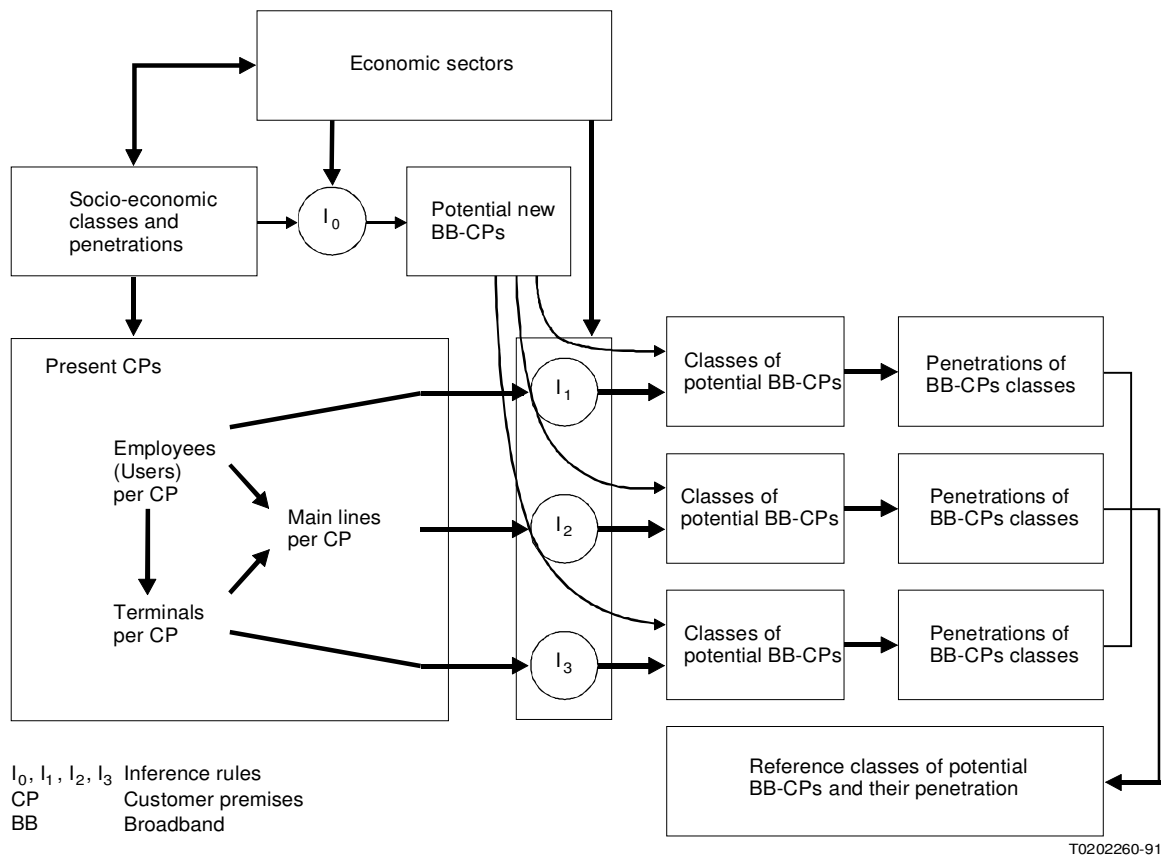 Economic sectors
Socio-economic
classes and
penetrations
I0
Potential new
BB-CPs
Present CPs
Employees
(Users)
per CP
Main lines
per CP
Terminals
per CP
I1
I2
I3
Classes of
potential BB-CPs
Penetrations of
BB-CPs classes
Classes of
potential BB-CPs
Penetrations of
BB-CPs classes
Classes of
potential BB-CPs
Penetrations of
BB-CPs classes
Reference classes of potential
BB-CPs and their penetration
I0, I1, I2, I3 Inference rules
CP Customer premises
BB Broadband
T0202260-91